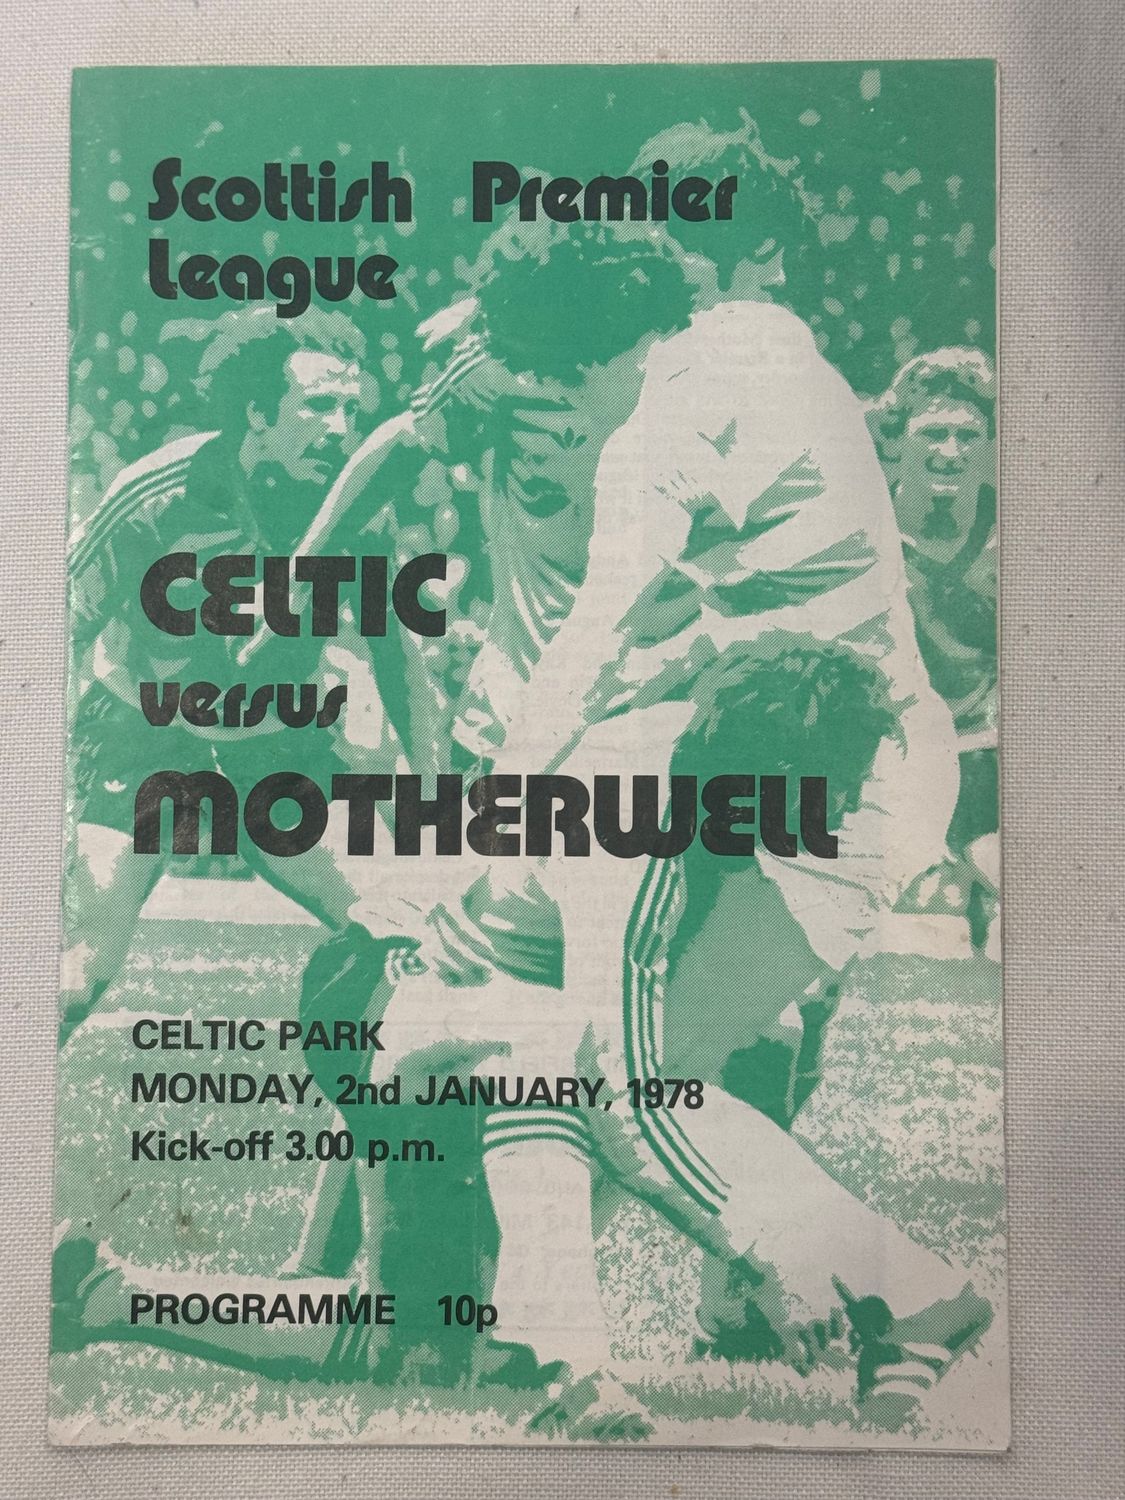 Scottish Premier
League
CELTIC
versus
MOTHERWELL
CELTIC PARK
MONDAY, 2nd JANUARY, 1978
Kick-off 3.00 p.m.
PROGRAMME 10p